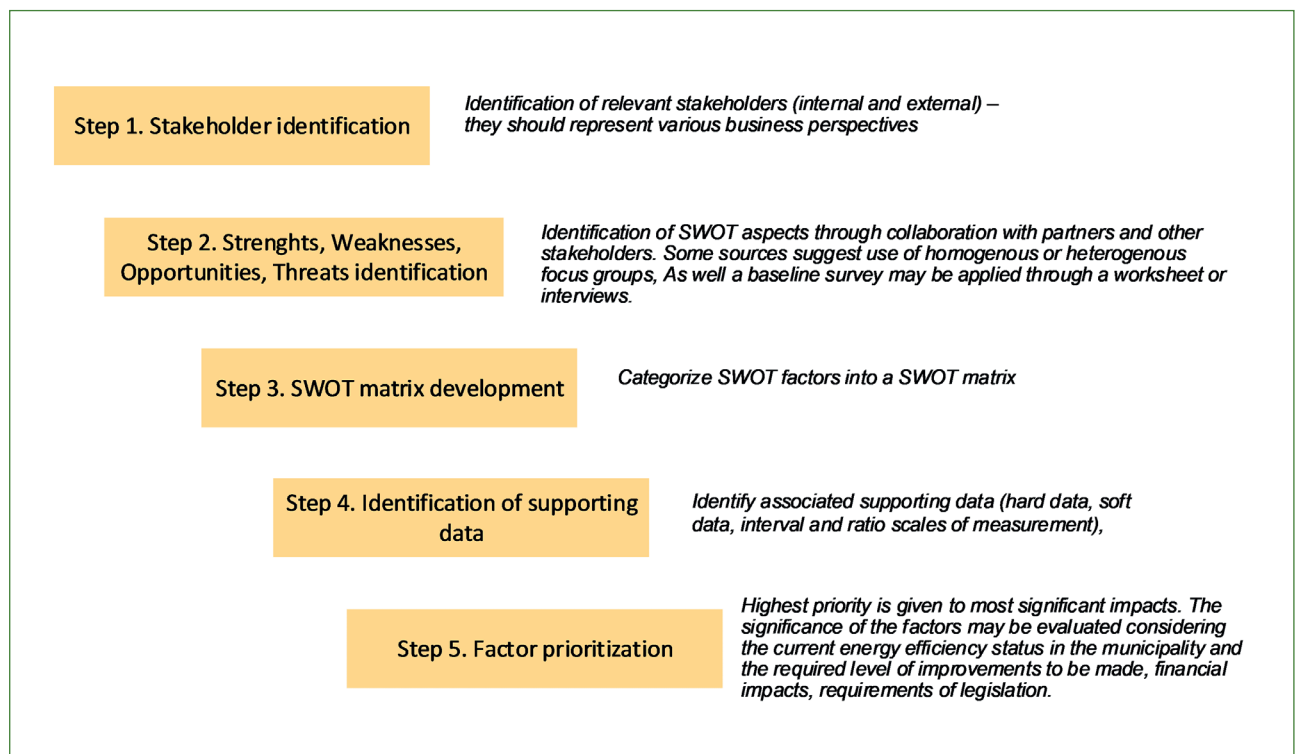 Step 1. Stakeholder identification
Identification of relevant stakeholders (internal and external) –
they should represent various business perspectives
Step 2. Strenghts, Weaknesses,
Opportunities, Threats identification
Identification of SWOT aspects through collaboration with partners and other
stakeholders. Some sources suggest use of homogenous or heterogenous
focus groups, As well a baseline survey may be applied through a worksheet or
interviews.
Step 3. SWOT matrix development
Categorize SWOT factors into a SWOT matrix
Step 4. Identification of supporting
data
Identify associated supporting data (hard data, soft
data, interval and ratio scales of measurement),
Step 5. Factor prioritization
Highest priority is given to most significant impacts. The
significance of the factors may be evaluated considering
the current energy efficiency status in the municipality and
the required level of improvements to be made, financial
impacts, requirements of legislation.